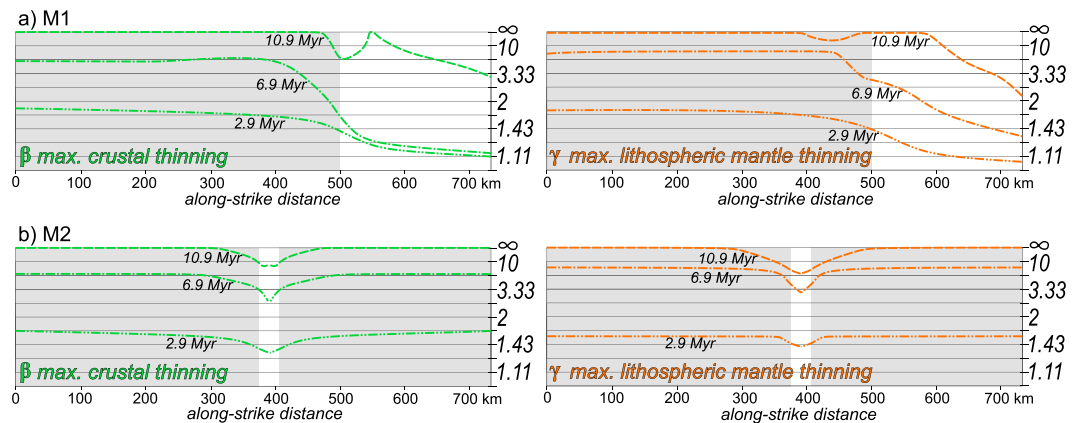 a) M1
10.9 Myr
6.9 Myr
2.9 Myr
β max. crustal thinning
∞
10
3.33
2
1.43
1.11
0 100 200 300 400 500 600 700 km
along-strike distance
10.9 Myr
6.9 Myr
2.9 Myr
γ max. lithospheric mantle thinning
∞
10
3.33
2
1.43
1.11
0 100 200 300 400 500 600 700 km
along-strike distance
b) M2
10.9 Myr
6.9 Myr
2.9 Myr
β max. crustal thinning
∞
10
3.33
2
1.43
1.11
0 100 200 300 400 500 600 700 km
along-strike distance
10.9 Myr
6.9 Myr
2.9 Myr
γ max. lithospheric mantle thinning
∞
10
3.33
2
1.43
1.11
0 100 200 300 400 500 600 700 km
along-strike distance